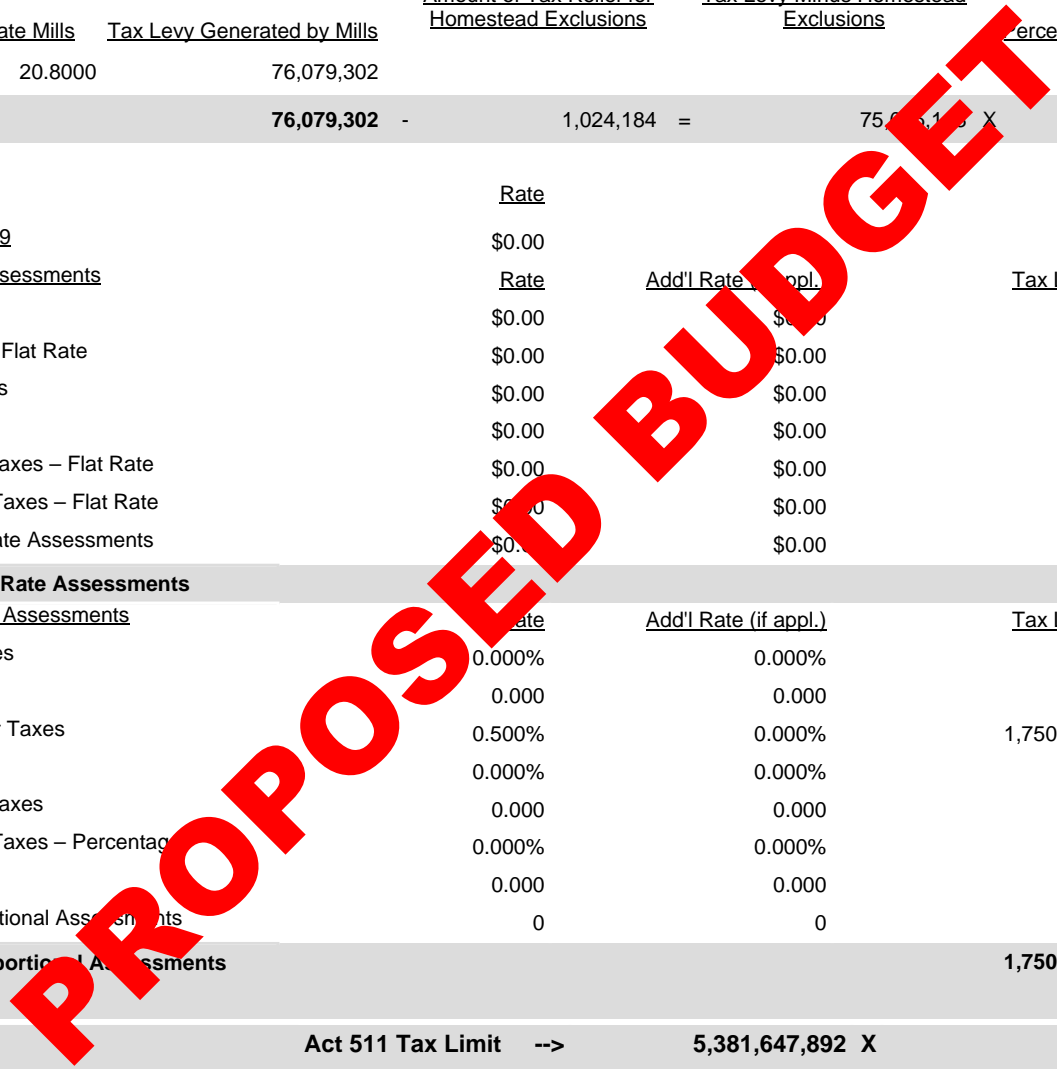 Homestead Exclusions
Exclusions
ate Mills Tax Levy Generated by Mills
20.8000 76,079,302
76,079,302 - 1,024,184 = X
Rate
9 $0.00
sessments Rate Add'l Rate appl. Tax
$0.00
Flat Rate $0.00 $0.00
s $0.00 $0.00
$0.00 $0.00
axes – Flat Rate $0.00 $0.00
Taxes – Flat Rate $0.00
ate Assessments $0.00
Rate Assessments
Assessments ate Add'l Rate (if appl.) Tax
es 0.000% 0.000%
0.000 0.000
Taxes 0.500% 0.000% 1,750
0.000% 0.000%
axes 0.000 0.000
Taxes – Percentag 0.000% 0.000%
0.000 0.000
tional 0 0
1,750
Act 511 Tax Limit --> 5,381,647,892 X
PROPOSED BUDGET